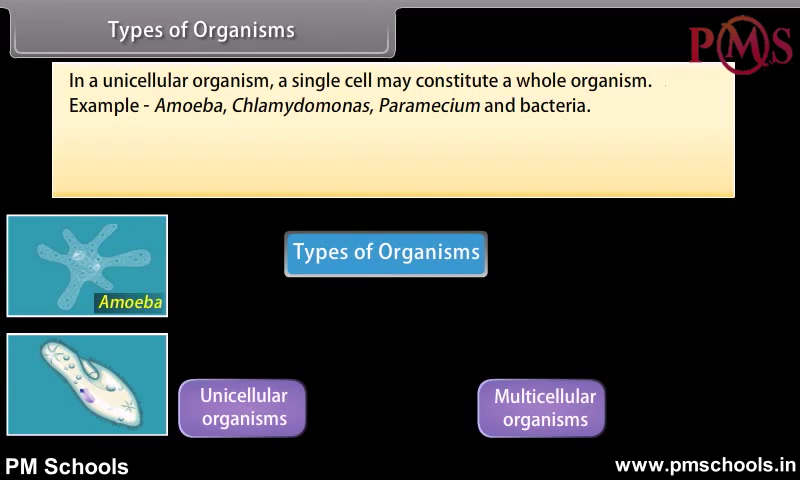 Types of Organisms
PMS
In a unicellular organism, a single cell may constitute a whole organism.
Example - Amoeba, Chlamydomonas, Paramecium and bacteria.
Types of Organisms
Amoeba
Unicellular
organisms
Multicellular
organisms
PM Schools
www.pmschools.in